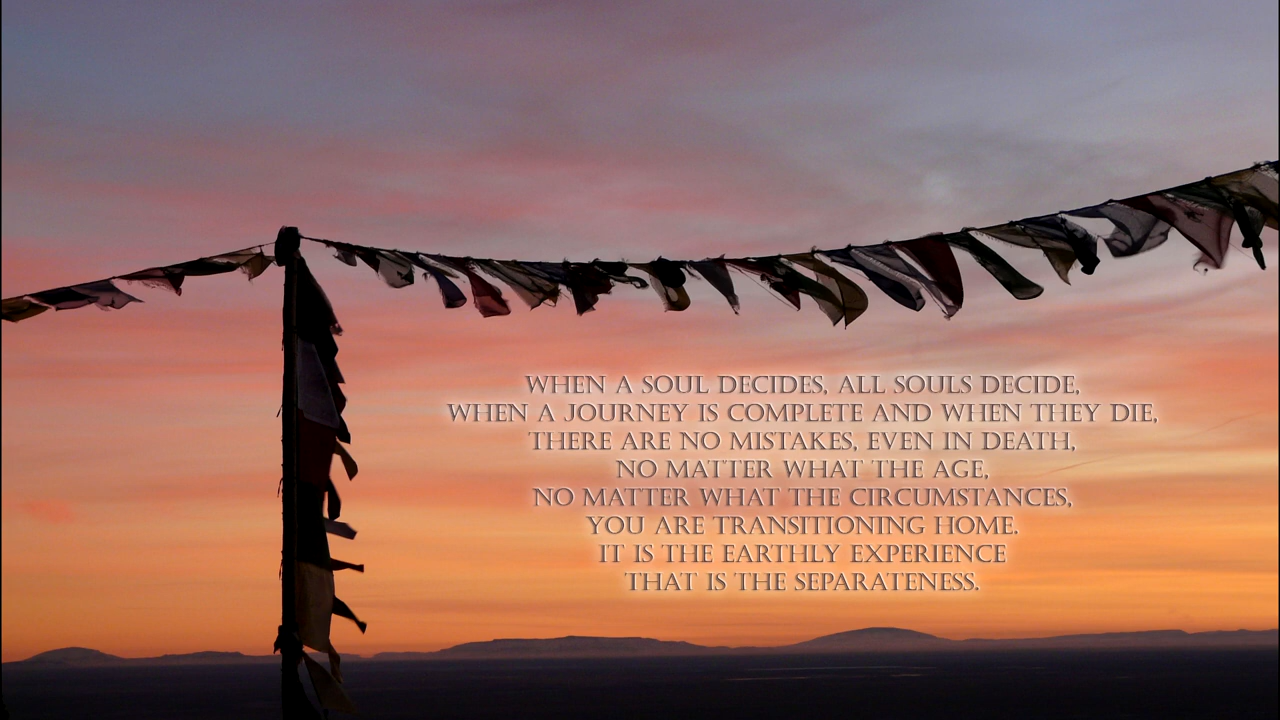 WHEN A SOUL DECIDES, ALL SOULS DECIDE,
WHEN A JOURNEY IS COMPLETE AND WHEN THEY DIE,
THERE ARE NO MISTAKES, EVEN IN DEATH,
NO MATTER WHAT THE AGE,
NO MATTER WHAT THE CIRCUMSTANCES,
YOU ARE TRANSITIONING HOME.
IT IS THE EARTHLY EXPERIENCE
THAT IS THE SEPARATENESS.